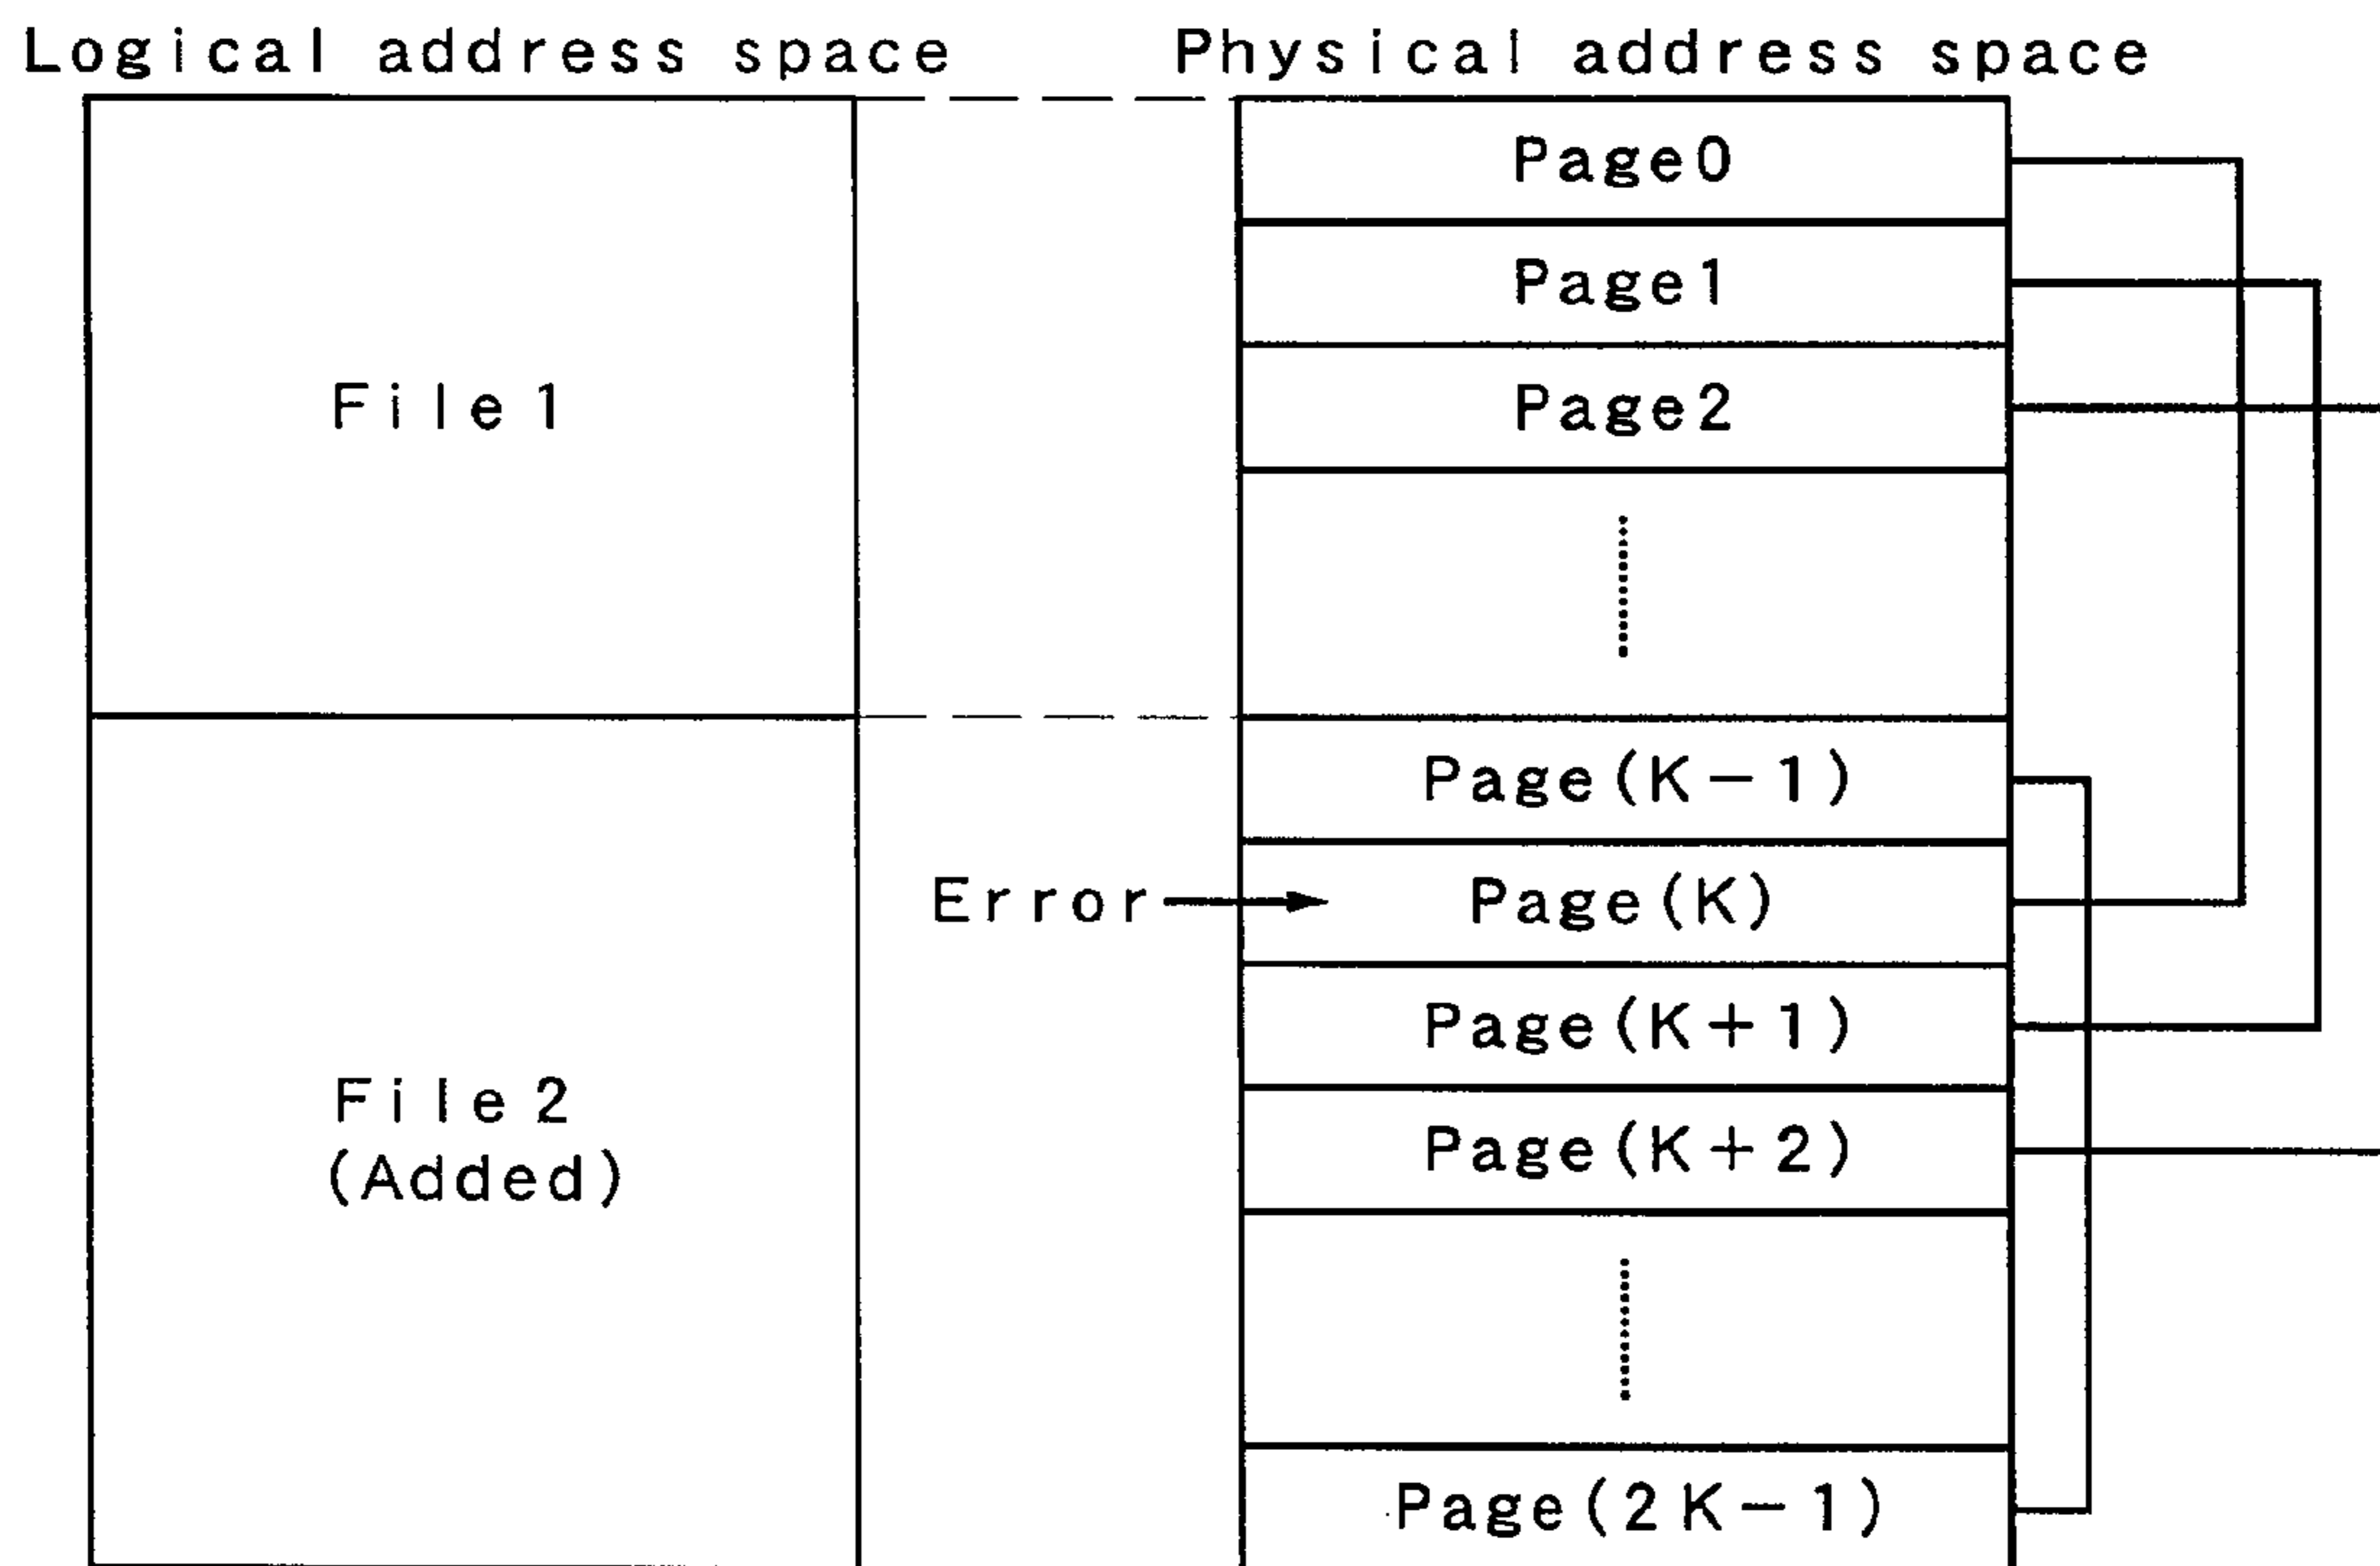 Logical address space
Physical address space
File1
File2
(Added)
Error
Page0
Page1
Page2
Page(K-1)
Page(K)
Page(K+1)
Page(K+2)
Page(2K-1)